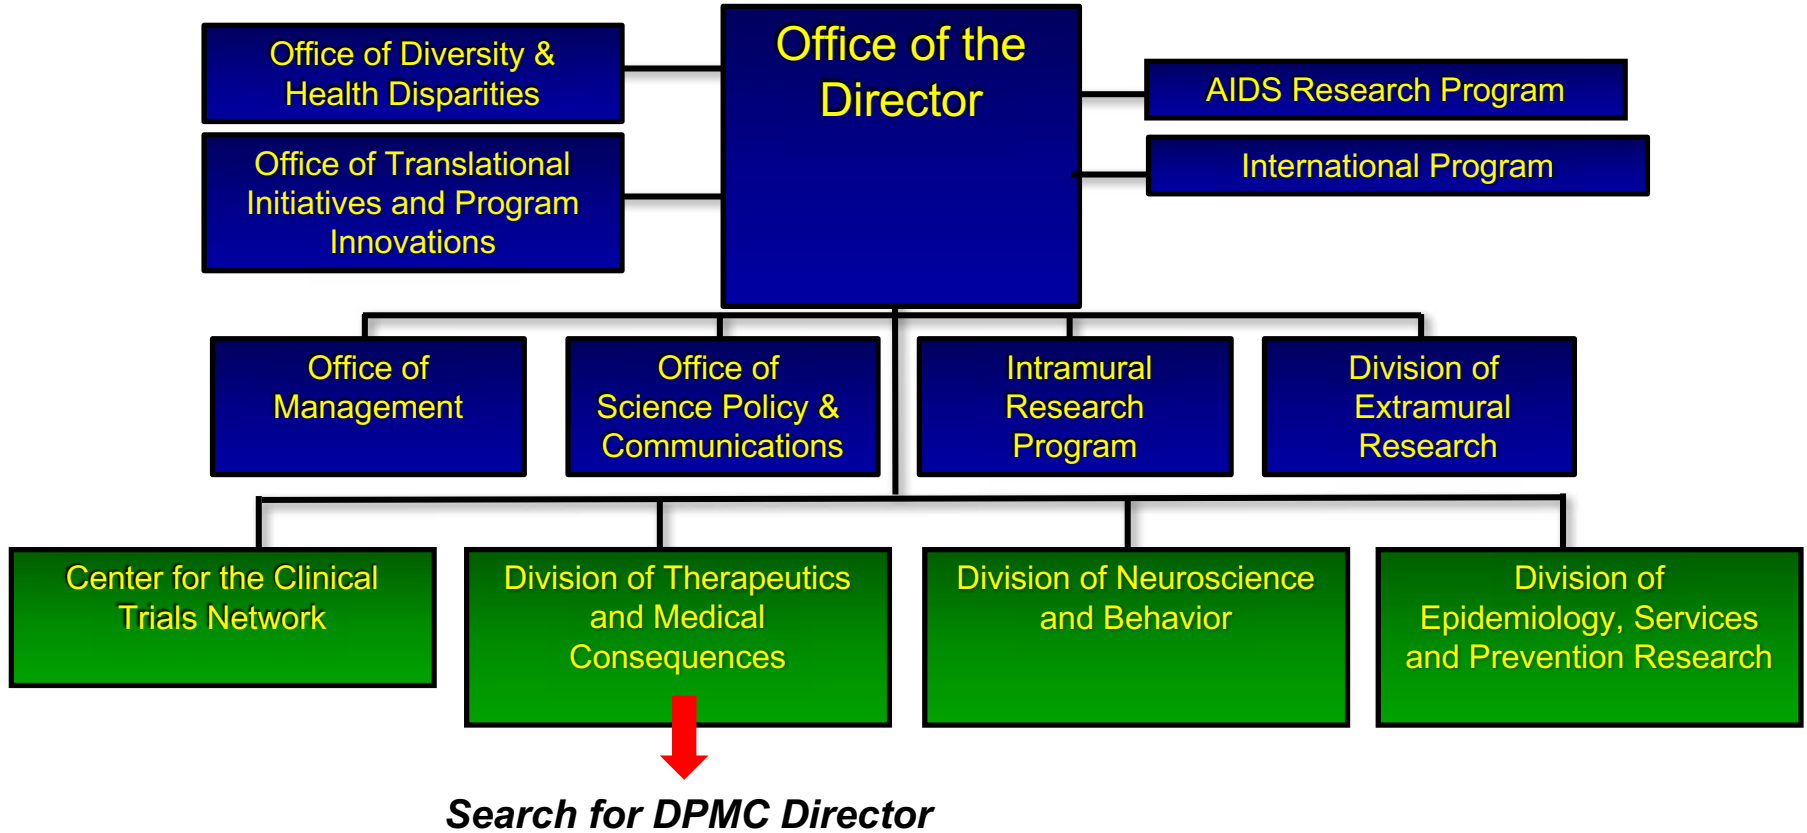 Office of Diversity &
Health Disparities
Office of Translational
Initiatives and Program
Innovations
Office of the
Director
AIDS Research Program
International Program
Office of
Management
Office of
Science Policy &
Communications
Intramural
Research
Program
Division of
Extramural
Research
Center for the Clinical
Trials Network
Division of Therapeutics
and Medical
Consequences
Division of Neuroscience
and Behavior
Division of
Epidemiology, Services
and Prevention Research
Search for DPMC Director